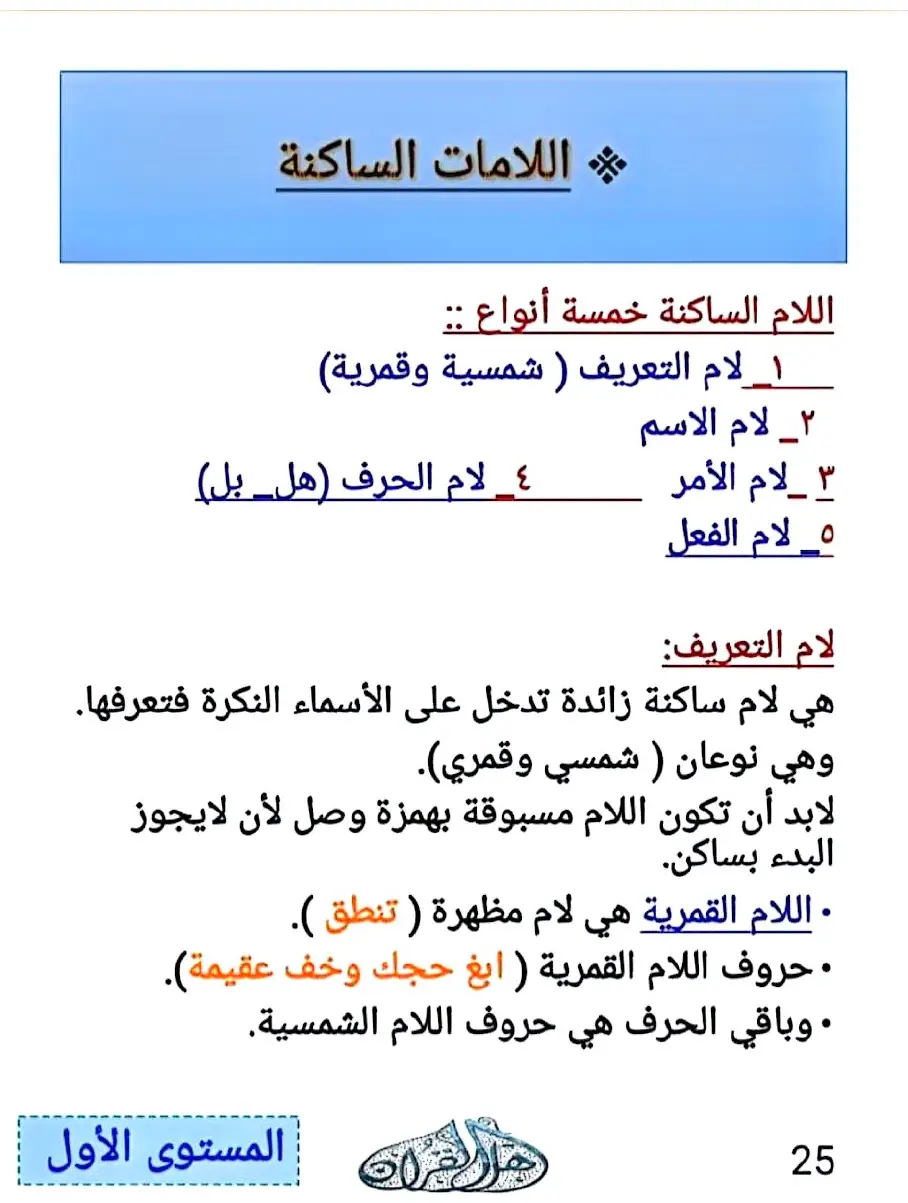 ❖ اللامات الساكنة
اللام الساكنة خمسة أنواع ::
١_ لام التعريف ( شمسية وقمرية)
٢_ لام الاسم
٣ _لام الأمر ٤_ لام الحرف (هل_ بل)
٥_ لام الفعل
لام التعريف:
هي لام ساكنة زائدة تدخل على الأسماء النكرة فتعرفها.
وهي نوعان ( شمسي وقمري).
لابد أن تكون اللام مسبوقة بهمزة وصل لأن لايجوز
البدء بساكن.
• اللام القمرية هي لام مظهرة ( تنطق ).
• حروف اللام القمرية ( ابغ حجك وخف عقيمة).
• وباقي الحرف هي حروف اللام الشمسية.
المستوى الأول
25